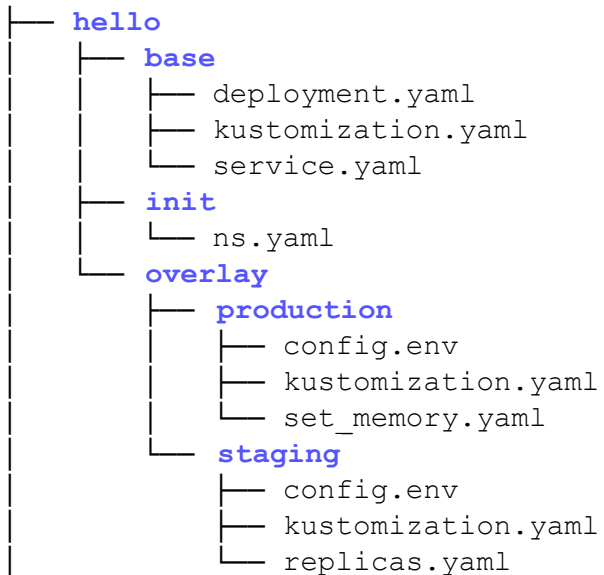 ├── hello
│   ├── base
│   │   ├── deployment.yaml
│   │   ├── kustomization.yaml
│   │   └── service.yaml
│   ├── init
│   │   └── ns.yaml
│   └── overlay
│       ├── production
│       │   ├── config.env
│       │   ├── kustomization.yaml
│       │   └── set_memory.yaml
│       └── staging
│           ├── config.env
│           ├── kustomization.yaml
│           └── replicas.yaml